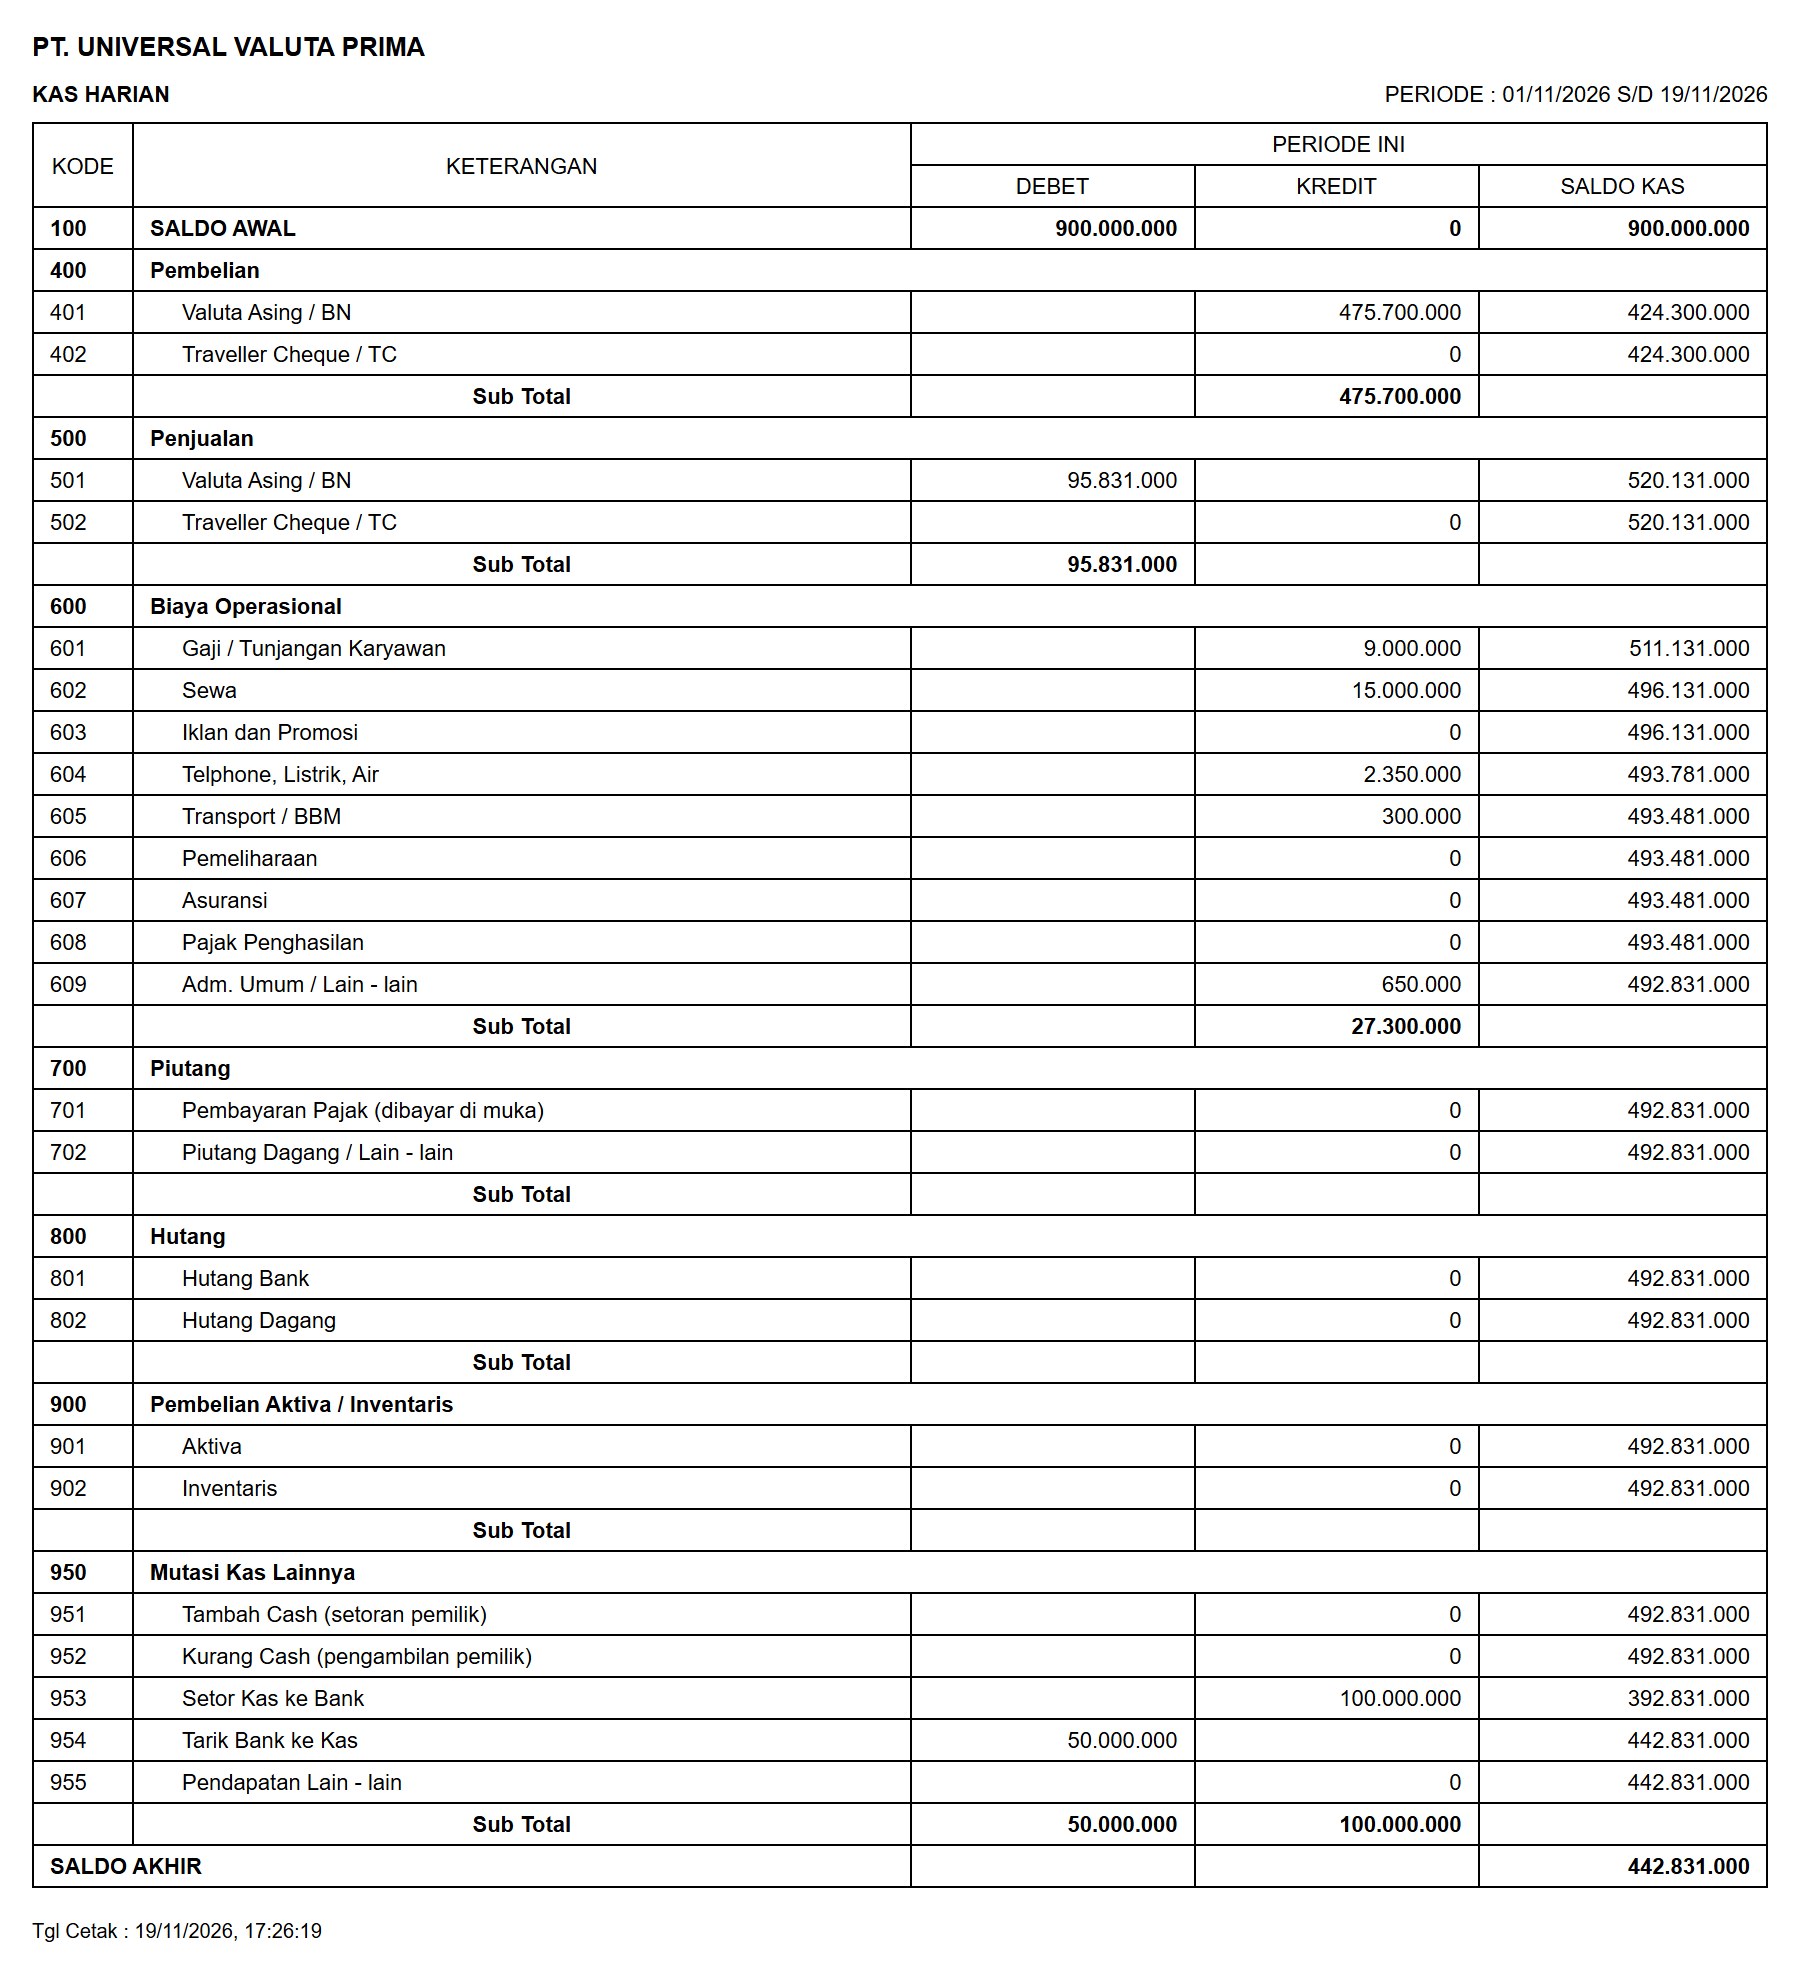 PT. UNIVERSAL VALUTA PRIMA
KAS HARIAN PERIODE : 01/11/2026 S/D 19/11/2026
KODE KETERANGAN PERIODE INI
DEBET KREDIT SALDO KAS
100 SALDO AWAL 900.000.000 0 900.000.000
400 Pembelian
401 Valuta Asing / BN 475.700.000 424.300.000
402 Traveller Cheque / TC 0 424.300.000
Sub Total 475.700.000
500 Penjualan
501 Valuta Asing / BN 95.831.000 520.131.000
502 Traveller Cheque / TC 0 520.131.000
Sub Total 95.831.000
600 Biaya Operasional
601 Gaji / Tunjangan Karyawan 9.000.000 511.131.000
602 Sewa 15.000.000 496.131.000
603 Iklan dan Promosi 0 496.131.000
604 Telphone, Listrik, Air 2.350.000 493.781.000
605 Transport / BBM 300.000 493.481.000
606 Pemeliharaan 0 493.481.000
607 Asuransi 0 493.481.000
608 Pajak Penghasilan 0 493.481.000
609 Adm. Umum / Lain - lain 650.000 492.831.000
Sub Total 27.300.000
700 Piutang
701 Pembayaran Pajak (dibayar di muka) 0 492.831.000
702 Piutang Dagang / Lain - lain 0 492.831.000
Sub Total
800 Hutang
801 Hutang Bank 0 492.831.000
802 Hutang Dagang 0 492.831.000
Sub Total
900 Pembelian Aktiva / Inventaris
901 Aktiva 0 492.831.000
902 Inventaris 0 492.831.000
Sub Total
950 Mutasi Kas Lainnya
951 Tambah Cash (setoran pemilik) 0 492.831.000
952 Kurang Cash (pengambilan pemilik) 0 492.831.000
953 Setor Kas ke Bank 100.000.000 392.831.000
954 Tarik Bank ke Kas 50.000.000 442.831.000
955 Pendapatan Lain - lain 0 442.831.000
Sub Total 50.000.000 100.000.000
SALDO AKHIR 442.831.000
Tgl Cetak : 19/11/2026, 17:26:19